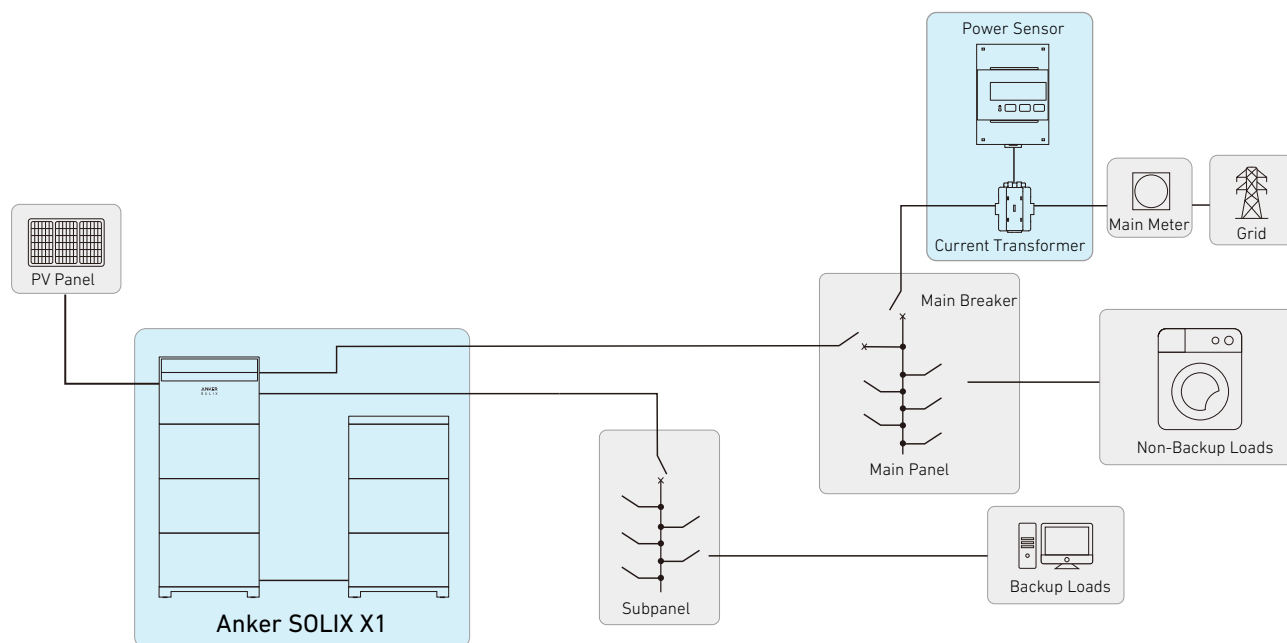 Power Sensor
Current Transformer
Main Meter
Grid
PV Panel
Main Breaker
ANKER
SOLIX
Main Panel
Non-Backup Loads
Subpanel
Backup Loads
Anker SOLIX X1